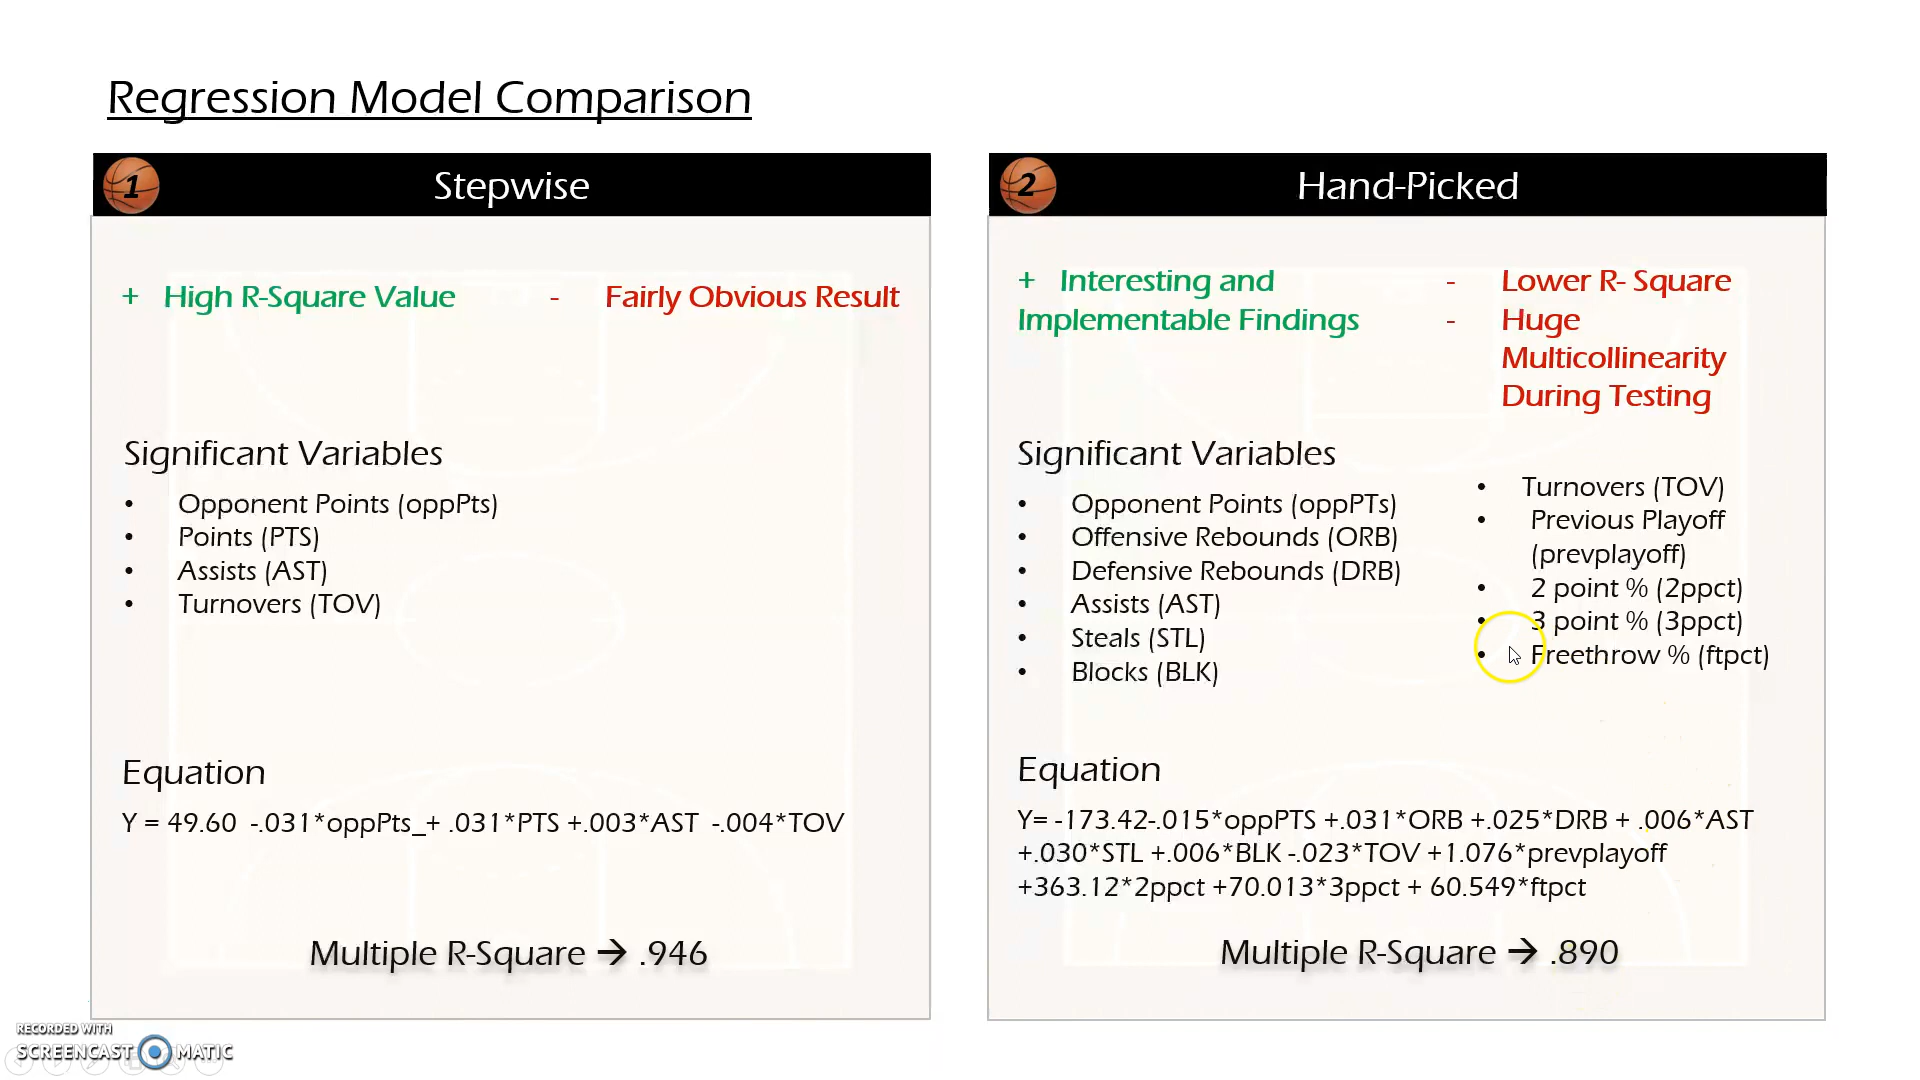 Regression Model Comparison
1
Stepwise
+ High R-Square Value
- Fairly Obvious Result
Significant Variables
• Opponent Points (oppPts)
• Points (PTS)
• Assists (AST)
• Turnovers (TOV)
Equation
Y = 49.60 -.031*oppPts_+ .031*PTS +.003*AST -.004*TOV
Multiple R-Square → .946
2
Hand-Picked
+ Interesting and
Implementable Findings
- Lower R- Square
- Huge
Multicollinearity
During Testing
Significant Variables
• Opponent Points (oppPTs)
• Offensive Rebounds (ORB)
• Defensive Rebounds (DRB)
• Assists (AST)
• Steals (STL)
• Blocks (BLK)
• Turnovers (TOV)
• Previous Playoff
(prevplayoff)
• 2 point % (2ppct)
• 3 point % (3ppct)
• Freethrow % (ftpct)
Equation
Y= -173.42-.015*oppPTS +.031*ORB +.025*DRB + .006*AST
+.030*STL +.006*BLK -.023*TOV +1.076*prevplayoff
+363.12*2ppct +70.013*3ppct + 60.549*ftpct
Multiple R-Square → .890
RECORDED WITH
SCREENCAST MATIC